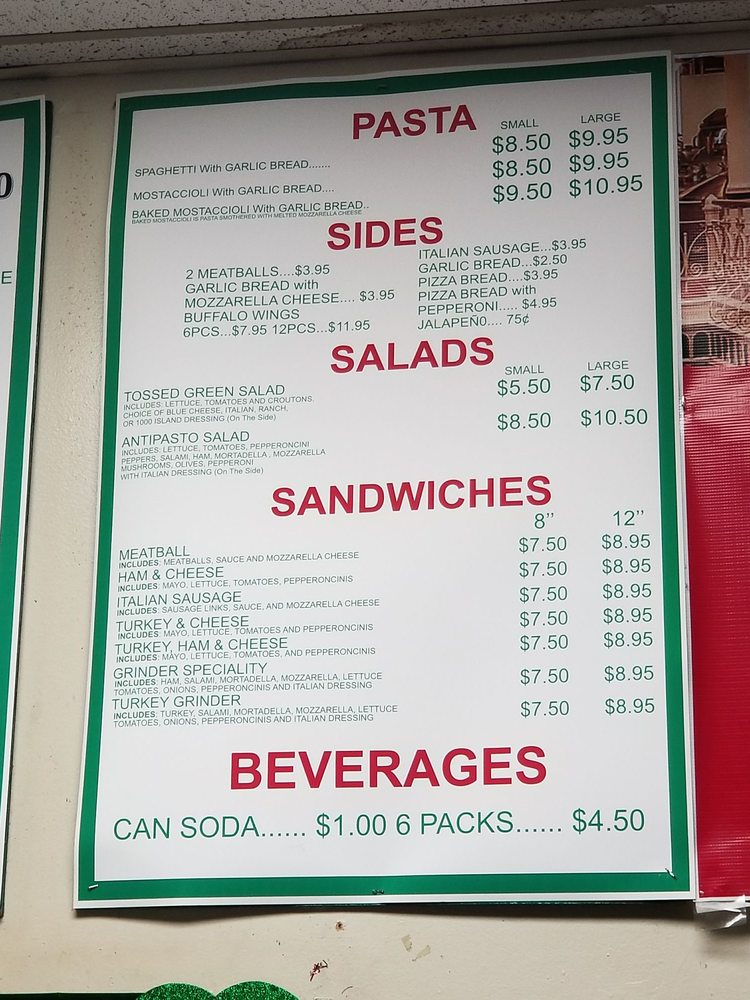 0
E
PASTA
SMALL LARGE
SPAGHETTI With GARLIC BREAD....... $8.50 $9.95
MOSTACCIOLI With GARLIC BREAD.... $8.50 $9.95
BAKED MOSTACCIOLI With GARLIC BREAD.. $9.50 $10.95
BAKED MOSTACCIOLI IS PASTA SMOTHERED WITH MELTED MOZZARELLA CHEESE
SIDES
2 MEATBALLS....$3.95
GARLIC BREAD with
MOZZARELLA CHEESE.... $3.95
BUFFALO WINGS
6PCS...$7.95 12PCS...$11.95
ITALIAN SAUSAGE...$3.95
GARLIC BREAD...$2.50
PIZZA BREAD....$3.95
PIZZA BREAD with
PEPPERONI..... $4.95
JALAPEÑO.... 75¢
SALADS
SMALL LARGE
TOSSED GREEN SALAD $5.50 $7.50
INCLUDES: LETTUCE, TOMATOES AND CROUTONS.
CHOICE OF BLUE CHEESE, ITALIAN, RANCH,
OR 1000 ISLAND DRESSING (On The Side)
ANTIPASTO SALAD $8.50 $10.50
INCLUDES: LETTUCE, TOMATOES, PEPPERONCINI
PEPPERS, SALAMI, HAM, MORTADELLA , MOZZARELLA
MUSHROOMS, OLIVES, PEPPERONI
WITH ITALIAN DRESSING (On The Side)
SANDWICHES
8’’ 12’’
MEATBALL $7.50 $8.95
INCLUDES: MEATBALLS, SAUCE AND MOZZARELLA CHEESE
HAM & CHEESE $7.50 $8.95
INCLUDES: MAYO, LETTUCE, TOMATOES, PEPPERONCINIS
ITALIAN SAUSAGE $7.50 $8.95
INCLUDES: SAUSAGE LINKS, SAUCE, AND MOZZARELLA CHEESE
TURKEY & CHEESE $7.50 $8.95
INCLUDES: MAYO, LETTUCE, TOMATOES AND PEPPERONCINIS
TURKEY, HAM & CHEESE $7.50 $8.95
INCLUDES: MAYO, LETTUCE, TOMATOES, AND PEPPERONCINIS
GRINDER SPECIALITY $7.50 $8.95
INCLUDES: HAM, SALAMI, MORTADELLA, MOZZARELLA, LETTUCE
TOMATOES, ONIONS, PEPPERONCINIS AND ITALIAN DRESSING
TURKEY GRINDER $7.50 $8.95
INCLUDES: TURKEY, SALAMI, MORTADELLA, MOZZARELLA, LETTUCE
TOMATOES, ONIONS, PEPPERONCINIS AND ITALIAN DRESSING
BEVERAGES
CAN SODA...... $1.00 6 PACKS...... $4.50